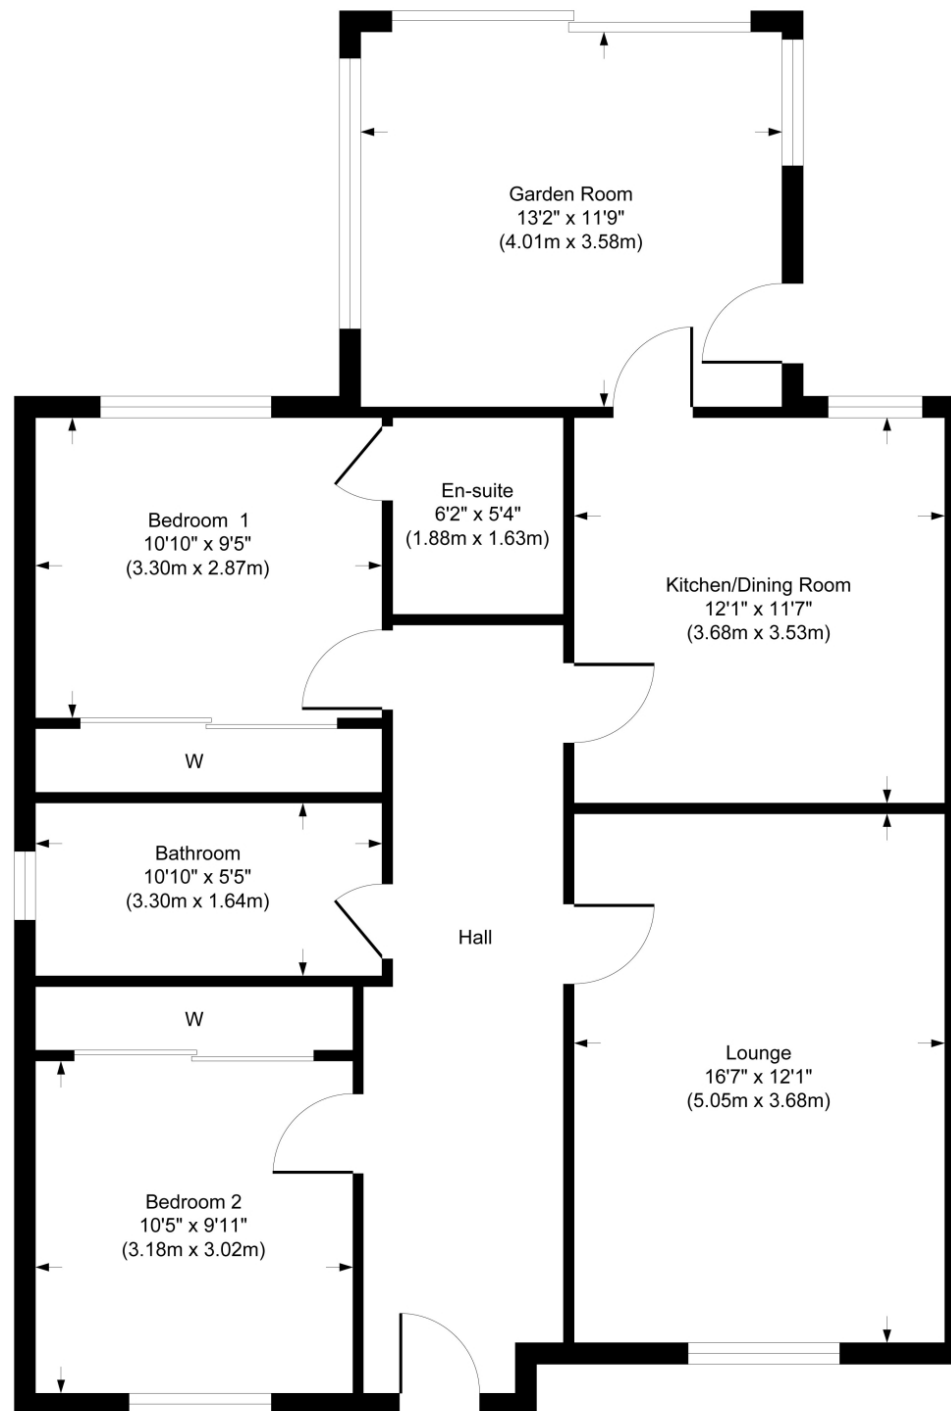 Garden Room
13'2" x 11'9"
(4.01m x 3.58m)
En-suite
6'2" x 5'4"
(1.88m x 1.63m)
Bedroom 1
10'10" x 9'5"
(3.30m x 2.87m)
Kitchen/Dining Room
12'1" x 11'7"
(3.68m x 3.53m)
W
Bathroom
10'10" x 5'5"
(3.30m x 1.64m)
Hall
W
Lounge
16'7" x 12'1"
(5.05m x 3.68m)
Bedroom 2
10'5" x 9'11"
(3.18m x 3.02m)